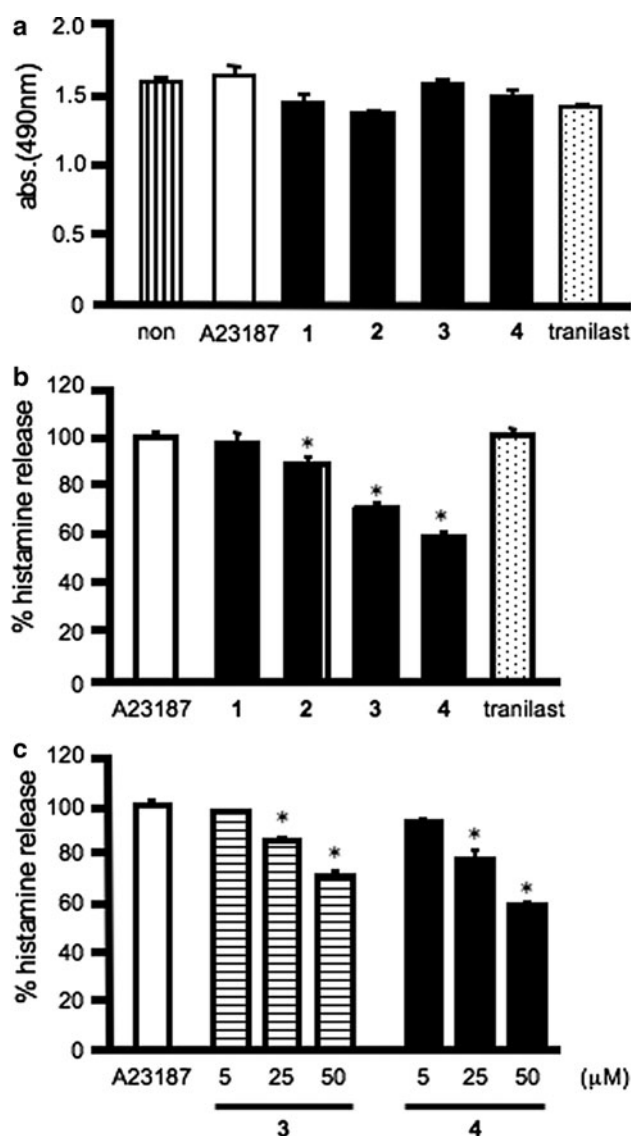 a
abs.(490nm)
2.0
1.5
1.0
0.5
0
non A23187 1 2 3 4 tranilast
b
% histamine release
120
100
80
60
40
20
0
* * *
A23187 1 2 3 4 tranilast
c
% histamine release
120
100
80
60
40
20
0
* * * *
A23187 5 25 50 5 25 50 (μM)
3 4